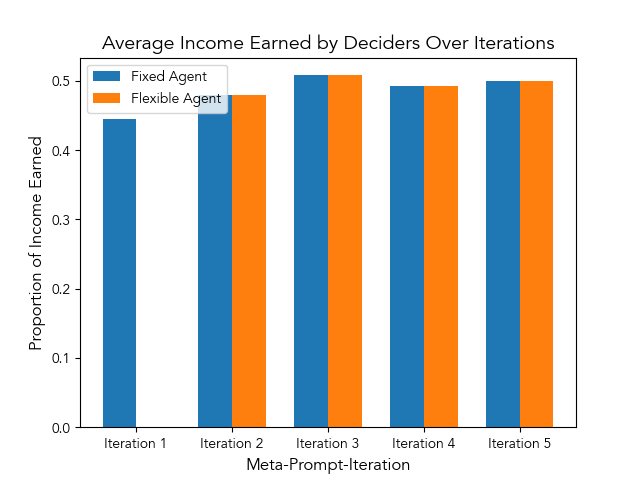 Average Income Earned by Deciders Over Iterations
Fixed Agent
Flexible Agent
Proportion of Income Earned
0.5
0.4
0.3
0.2
0.1
0.0
Iteration 1
Iteration 2
Iteration 3
Iteration 4
Iteration 5
Meta-Prompt-Iteration